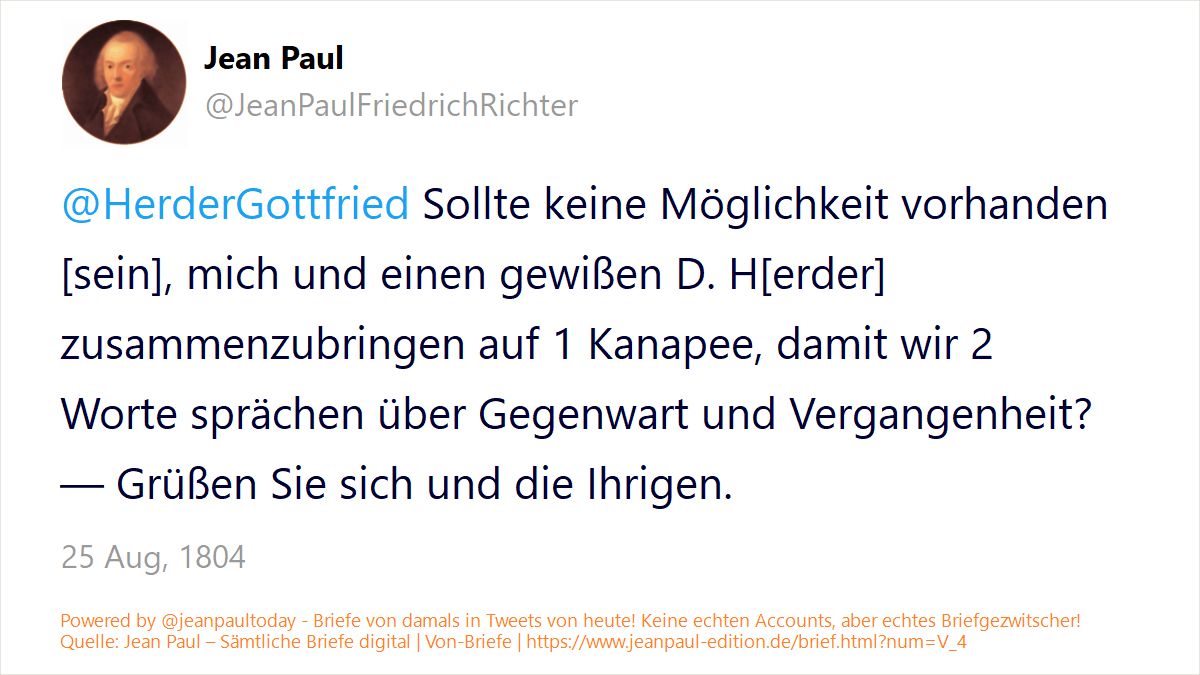 Jean Paul
@JeanPaulFriedrichRichter
@HerderGottfried Sollte keine Möglichkeit vorhanden
[sein], mich und einen gewißen D. H[erder]
zusammenzubringen auf 1 Kanapee, damit wir 2
Worte sprächen über Gegenwart und Vergangenheit?
— Grüßen Sie sich und die Ihrigen.
25 Aug, 1804
Powered by @jeanpaultoday - Briefe von damals in Tweets von heute! Keine echten Accounts, aber echtes Briefgezwitscher!
Quelle: Jean Paul – Sämtliche Briefe digital | Von-Briefe | https://www.jeanpaul-edition.de/brief.html?num=V_4